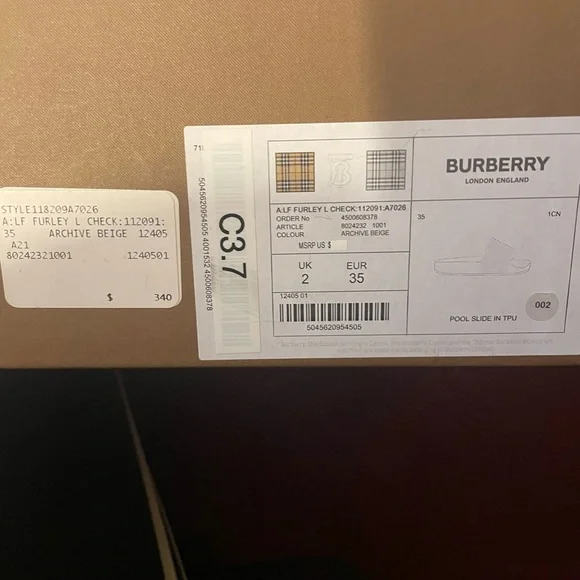 STYLE118209A7026
A:LF FURLEY L CHECK:112091:
35 ARCHIVE BEIGE 12405
A21
80242321001 1240501
$ 340
5045620954505 4001532 4500608378
C3.7
A:LF FURLEY L CHECK:112091:A7026
ORDER No 4500608378
ARTICLE 8024232 1001
COLOUR ARCHIVE BEIGE
MSRP US $
UK EUR
2 35
12405 01
5045620954505
BURBERRY
LONDON ENGLAND
35 1CN
002
POOL SLIDE IN TPU